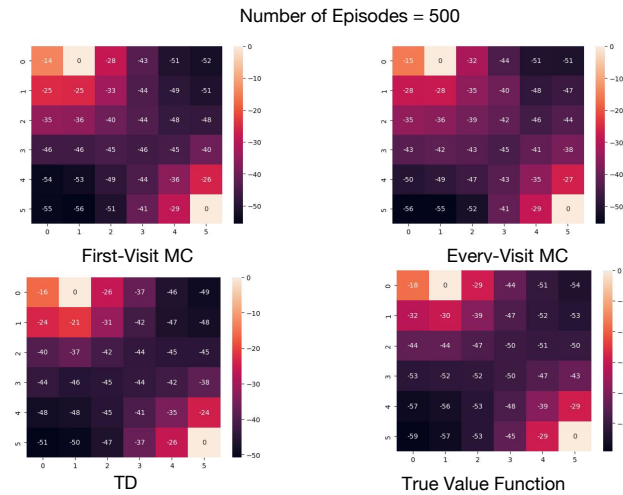 Number of Episodes = 500
0 -14 0 -28 -43 -51 -52
1 -25 -25 -33 -44 -49 -51
2 -35 -36 -40 -44 -48 -48
3 -46 -46 -45 -46 -45 -40
4 -54 -53 -49 -44 -36 -26
5 -55 -56 -51 -41 -29 0
0 1 2 3 4 5
0
-10
-20
-30
-40
-50
First-Visit MC
0 -15 0 -32 -44 -51 -51
1 -28 -28 -35 -40 -48 -47
2 -35 -36 -39 -42 -46 -44
3 -43 -42 -45 -43 -41 -38
4 -50 -49 -47 -43 -35 -27
5 -56 -55 -52 -41 -29 0
0 1 2 3 4 5
0
-10
-20
-30
-40
-50
Every-Visit MC
0 -16 0 -26 -37 -46 -49
1 -24 -21 -31 -42 -47 -48
2 -40 -37 -42 -44 -45 -45
3 -44 -46 -45 -44 -42 -38
4 -48 -48 -45 -41 -35 -24
5 -51 -50 -47 -37 -26 0
0 1 2 3 4 5
0
-10
-20
-30
-40
-50
TD
0 -18 0 -29 -44 -51 -54
1 -32 -30 -39 -47 -52 -53
2 -44 -44 -47 -50 -51 -50
3 -53 -52 -52 -50 -47 -43
4 -57 -56 -53 -48 -39 -29
5 -59 -57 -53 -45 -29 0
0 1 2 3 4 5
True Value Function